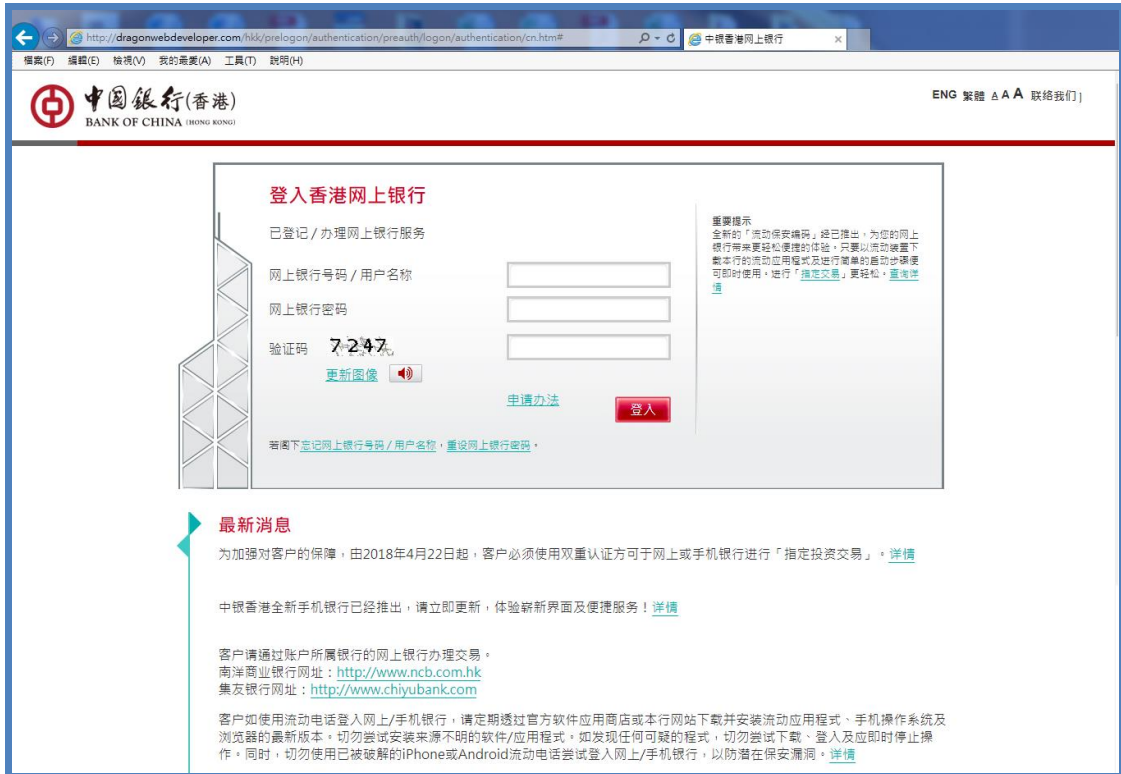 http://dragonwebdeveloper.com/hkk/prelogon/authentication/preauth/logon/authentication/cn.htm#
中银香港网上银行
檔案(F) 編輯(E) 檢視(V) 我的最愛(A) 工具(T) 說明(H)
中国银行(香港)
BANK OF CHINA (HONG KONG)
ENG 繁體 A A A 联络我们 ]
登入香港网上银行
已登记 / 办理网上银行服务
网上银行号码 / 用户名称
网上银行密码
验证码 7247
更新图像
申请办法
登入
若阁下忘记网上银行号码 / 用户名称，重设网上银行密码。
重要提示
全新的「流动保安编码」经已推出，为您的网上
银行带来更轻松便捷的体验。只要以流动装置下
载本行的流动应用程式及进行简单的启动步骤便
可即时使用。进行「指定交易」更轻松。查询详
情
最新消息
为加强对客户的保障，由2018年4月22日起，客户必须使用双重认证方可于网上或手机银行进行「指定投资交易」。详情
中银香港全新手机银行已经推出，请立即更新，体验崭新界面及便捷服务！详情
客户请通过账户所属银行的网上银行办理交易。
南洋商业银行网址：http://www.ncb.com.hk
集友银行网址：http://www.chiyubank.com
客户如使用流动电话登入网上/手机银行，请定期透过官方软件应用商店或本行网站下载并安装流动应用程式、手机操作系统及
浏览器的最新版本。切勿尝试安装来源不明的软件/应用程式。如发现任何可疑的程式，切勿尝试下载、登入及应即时停止操
作。同时，切勿使用已被破解的iPhone或Android流动电话尝试登入网上/手机银行，以防潜在保安漏洞。详情